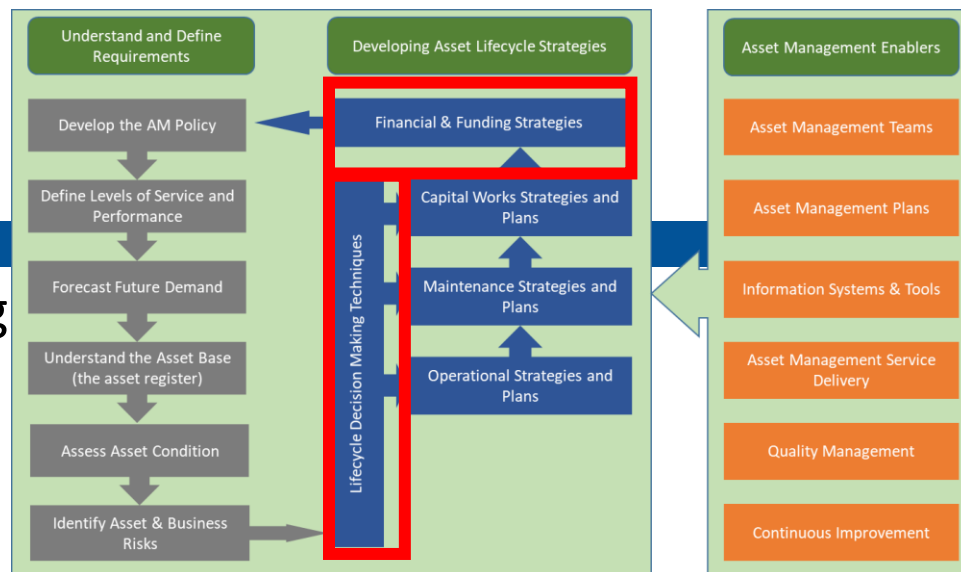 Understand and Define
Requirements
Develop the AM Policy
Define Levels of Service and
Performance
Forecast Future Demand
Understand the Asset Base
(the asset register)
Assess Asset Condition
Identify Asset & Business
Risks
Developing Asset Lifecycle Strategies
Financial & Funding Strategies
Lifecycle Decision Making Techniques
Capital Works Strategies and
Plans
Maintenance Strategies and
Plans
Operational Strategies and
Plans
Asset Management Enablers
Asset Management Teams
Asset Management Plans
Information Systems & Tools
Asset Management Service
Delivery
Quality Management
Continuous Improvement